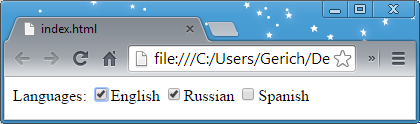 index.html
file:///C:/Users/Gerich/De
Languages: English Russian Spanish